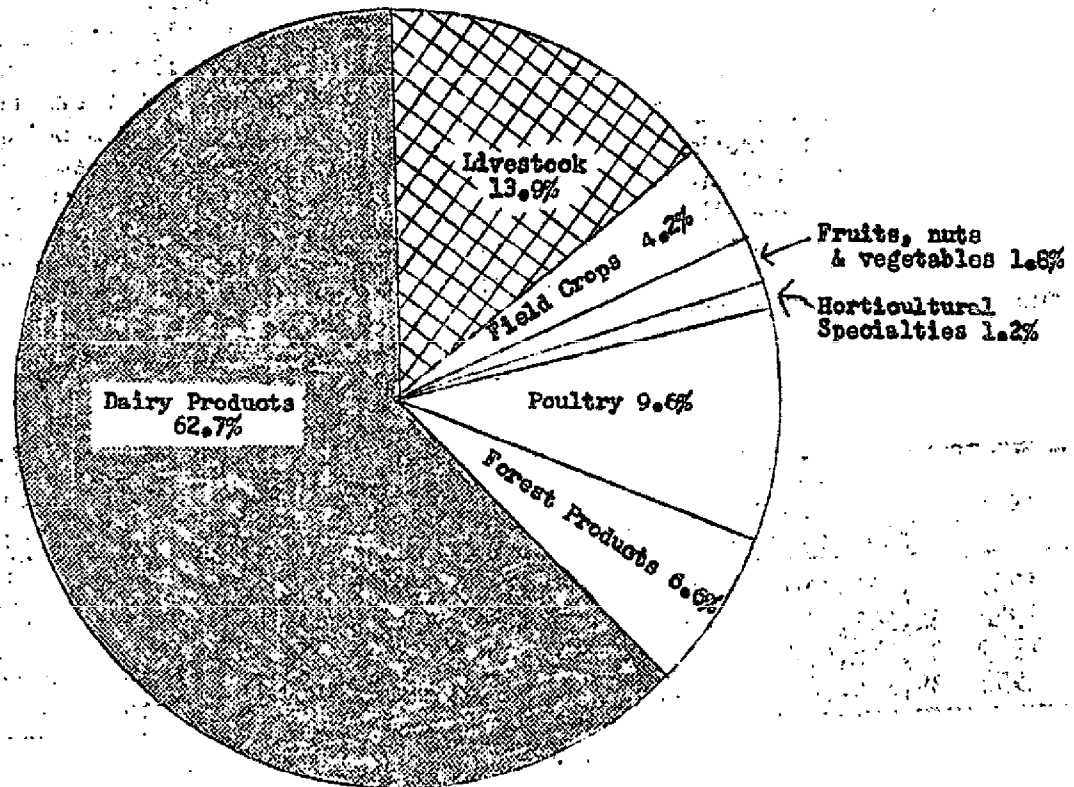 Livestock
13.9%
4.2%
Field Crops
Fruits, nuts
& vegetables 1.8%
Horticultural
Specialties 1.2%
Dairy Products
62.7%
Poultry 9.6%
Forest Products 6.6%